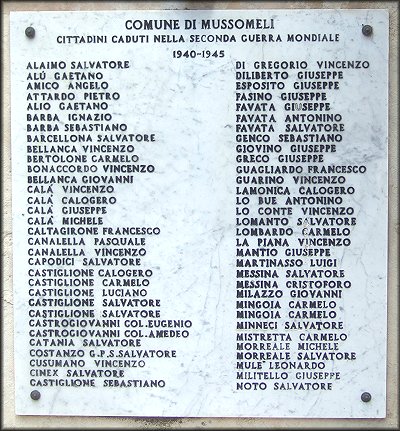 COMUNE DI MUSSOMELI
CITTADINI CADUTI NELLA SECONDA GUERRA MONDIALE
1940-1945
ALAIMO SALVATORE
ALÚ GAETANO
AMICO ANGELO
ATTARDO PIETRO
ALIO GAETANO
BARBA IGNAZIO
BARBA SEBASTIANO
BARCELLONA SALVATORE
BELLANCA VINCENZO
BERTOLONE CARMELO
BONACCORDO VINCENZO
BELLANCA GIOVANNI
CALÁ VINCENZO
CALÁ CALOGERO
CALÁ GIUSEPPE
CALÁ MICHELE
CALTAGIRONE FRANCESCO
CANALELLA PASQUALE
CANALELLA VINCENZO
CAPODICI SALVATORE
CASTIGLIONE CALOGERO
CASTIGLIONE CARMELO
CASTIGLIONE LUCIANO
CASTIGLIONE SALVATORE
CASTIGLIONE SALVATORE
CASTROGIOVANNI COL.EUGENIO
CASTROGIOVANNI COL.AMEDEO
CATANIA SALVATORE
COSTANZO G.P.S.SALVATORE
CUSUMANO VINCENZO
CINEX SALVATORE
CASTIGLIONE SEBASTIANO
DI GREGORIO VINCENZO
DILIBERTO GIUSEPPE
ESPOSITO GIUSEPPE
FASINO GIUSEPPE
FAVATA GIUSEPPE
FAVATA ANTONINO
FAVATA SALVATORE
GENCO SEBASTIANO
GIOVINO GIUSEPPE
GRECO GIUSEPPE
GUAGLIARDO FRANCESCO
GUARINO VINCENZO
LAMONICA CALOGERO
LO BUE ANTONINO
LO CONTE VINCENZO
LOMANTO SALVATORE
LOMBARDO CARMELO
LA PIANA VINCENZO
MANTIO GIUSEPPE
MARTINASSO LUIGI
MESSINA SALVATORE
MESSINA CRISTOFORO
MILAZZO GIOVANNI
MINGOIA CARMELO
MINGOIA CARMELO
MINNECI SALVATORE
MISTRETTA CARMELO
MORREALE MICHELE
MORREALE SALVATORE
MULÉ LEONARDO
MILITELLO GIUSEPPE
NOTO SALVATORE